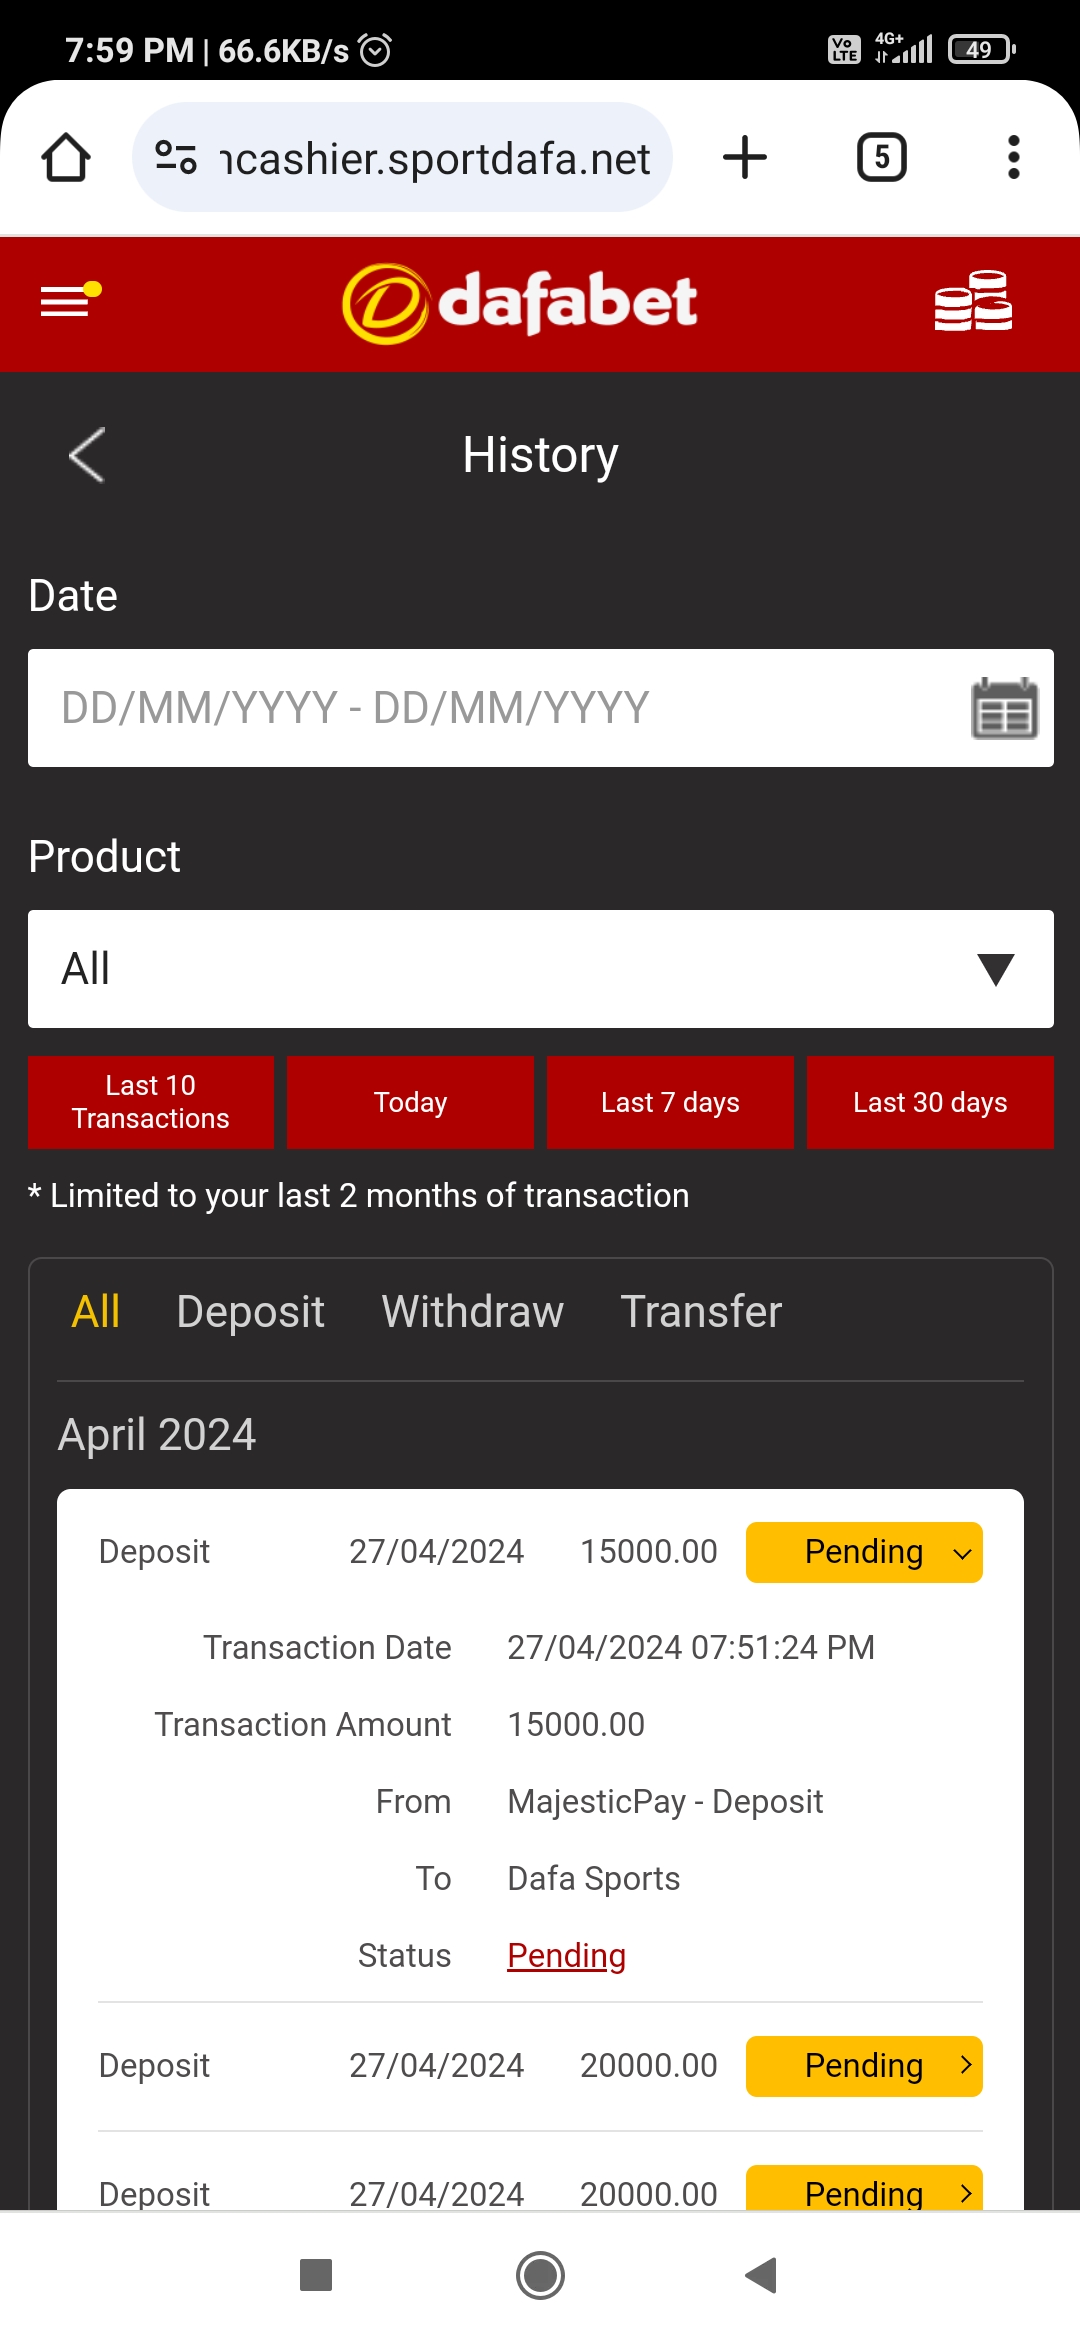 7:59 PM | 66.6KB/s Vo LTE 4G+ 49
cashier.sportdafa.net 5
dafabet
History
Date
DD/MM/YYYY - DD/MM/YYYY
Product
All
Last 10 Transactions Today Last 7 days Last 30 days
* Limited to your last 2 months of transaction
All Deposit Withdraw Transfer
April 2024
Deposit 27/04/2024 15000.00 Pending
Transaction Date 27/04/2024 07:51:24 PM
Transaction Amount 15000.00
From MajesticPay - Deposit
To Dafa Sports
Status Pending
Deposit 27/04/2024 20000.00 Pending
Deposit 27/04/2024 20000.00 Pending